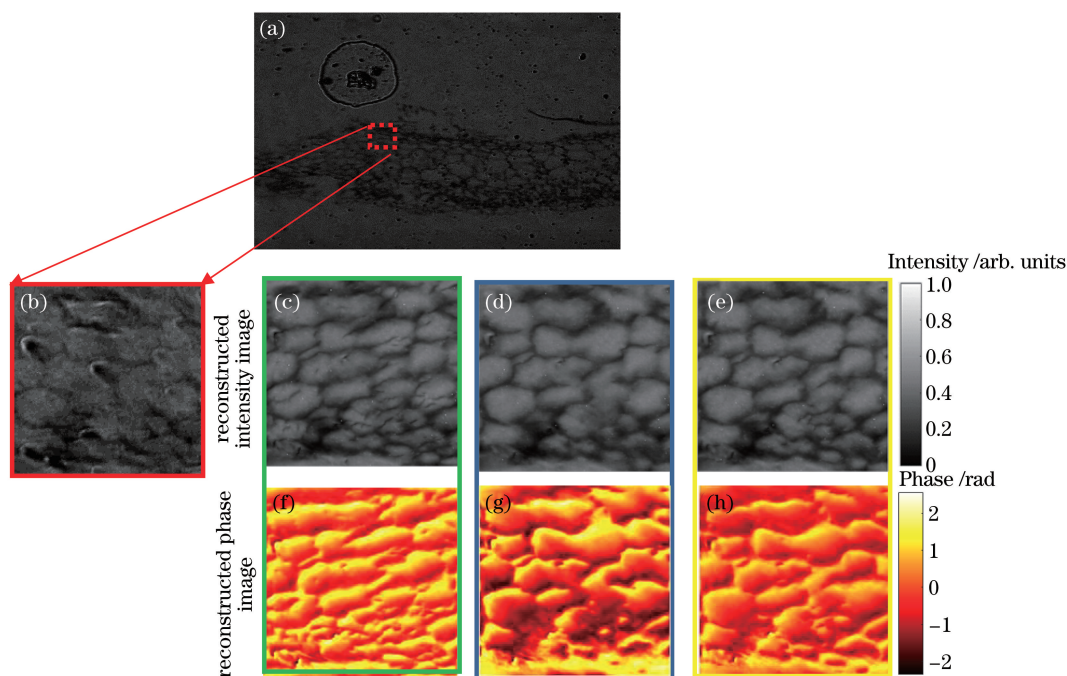 (a)
(b)
(c)
(d)
(e)
reconstructed
intensity image
Intensity /arb. units
1.0
0.8
0.6
0.4
0.2
0
(f)
(g)
(h)
reconstructed phase
image
Phase /rad
2
1
0
−1
−2